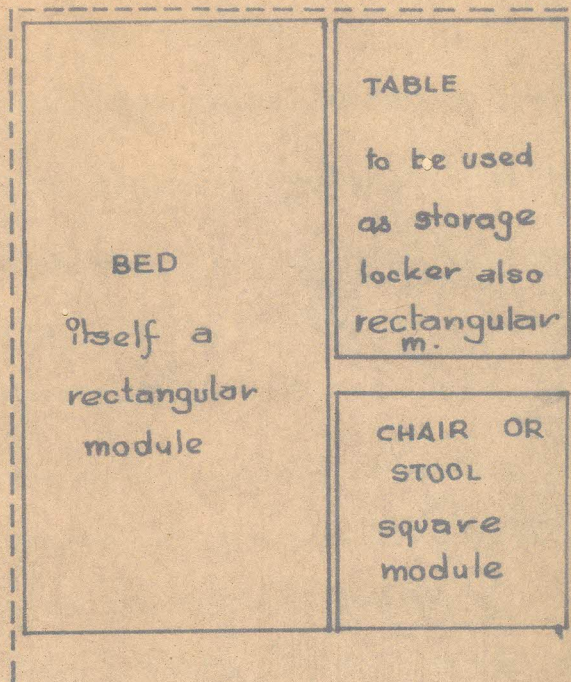 BED
itself a
rectangular
module
TABLE
to be used
as storage
locker also
rectangular
m.
CHAIR OR
STOOL
square
module